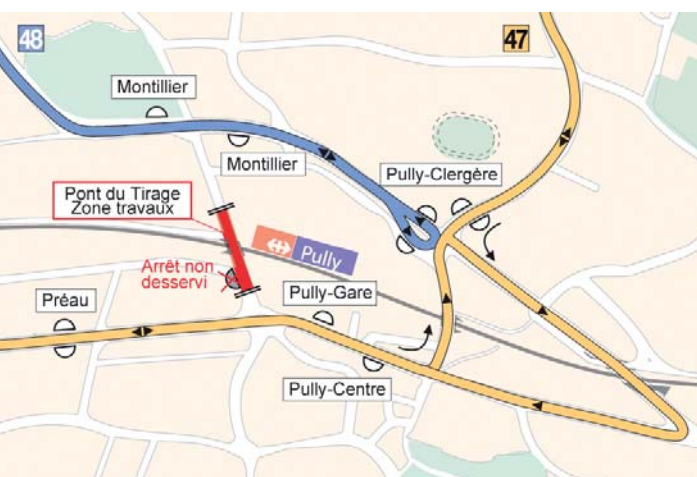 48
47
Montillier
Montillier
Pully-Clergère
Pont du Tirage
Zone travaux
Pully
Arrêt non
desservi
Pully-Gare
Préau
Pully-Centre